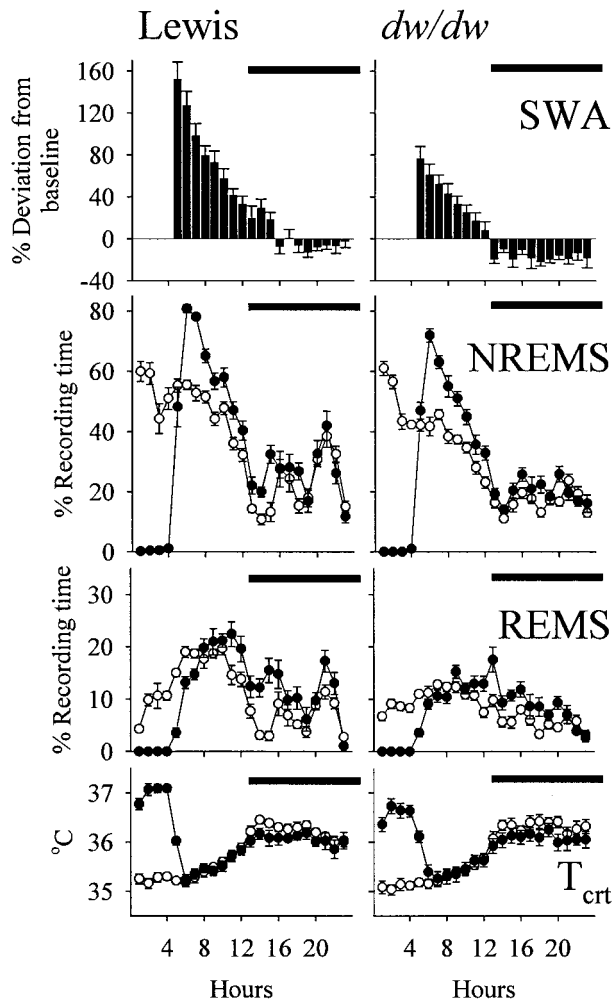 Lewis
dw/dw
% Deviation from
baseline
160
120
80
40
0
-40
SWA
% Recording time
80
60
40
20
0
NREMS
% Recording time
30
20
10
0
REMS
°C
37
36
35
T crt
4 8 12 16 20
4 8 12 16 20
Hours
Hours